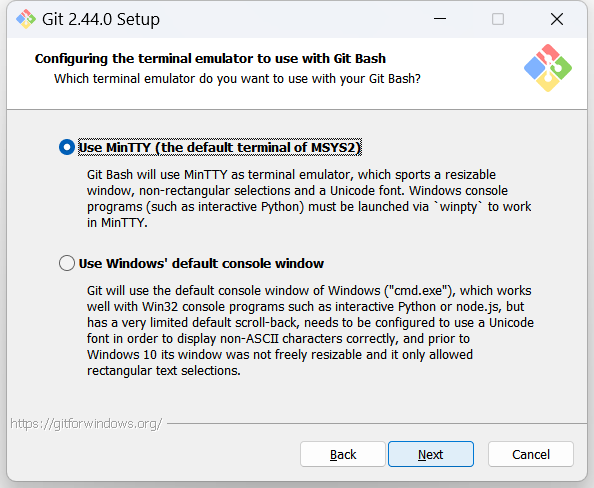 Git 2.44.0 Setup
Configuring the terminal emulator to use with Git Bash
Which terminal emulator do you want to use with your Git Bash?
Use MinTTY (the default terminal of MSYS2)
Git Bash will use MinTTY as terminal emulator, which sports a resizable
window, non-rectangular selections and a Unicode font. Windows console
programs (such as interactive Python) must be launched via `winpty` to work
in MinTTY.
Use Windows' default console window
Git will use the default console window of Windows ("cmd.exe"), which works
well with Win32 console programs such as interactive Python or node.js, but
has a very limited default scroll-back, needs to be configured to use a Unicode
font in order to display non-ASCII characters correctly, and prior to
Windows 10 its window was not freely resizable and it only allowed
rectangular text selections.
https://gitforwindows.org/
Back Next Cancel